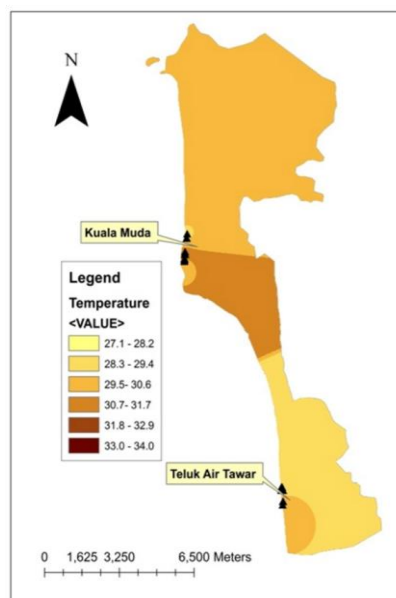 N
Kuala Muda
Legend
Temperature
<VALUE>
27.1 - 28.2
28.3 - 29.4
29.5- 30.6
30.7- 31.7
31.8 - 32.9
33.0 - 34.0
Teluk Air Tawar
0 1,625 3,250 6,500 Meters